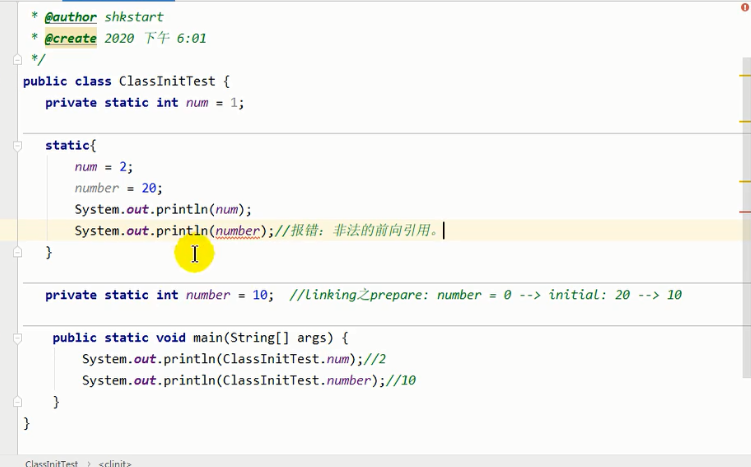 * @author shkstart
* @create 2020 下午 6:01
*/
public class ClassInitTest {
private static int num = 1;
static{
num = 2;
number = 20;
System.out.println(num);
System.out.println(number);//报错：非法的前向引用。
}
private static int number = 10;  //linking之prepare: number = 0 --> initial: 20 --> 10
public static void main(String[] args) {
System.out.println(ClassInitTest.num);//2
System.out.println(ClassInitTest.number);//10
}
}
ClassInitTest > <clinit>